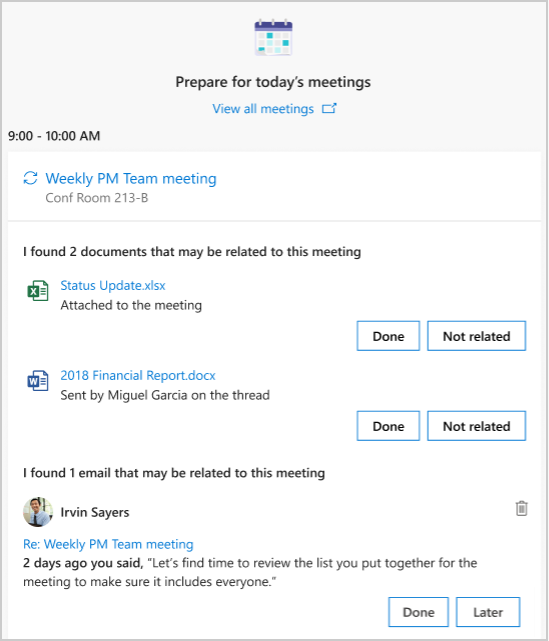 Prepare for today's meetings
View all meetings
9:00 - 10:00 AM
Weekly PM Team meeting
Conf Room 213-B
I found 2 documents that may be related to this meeting
Status Update.xlsx
Attached to the meeting
Done Not related
2018 Financial Report.docx
Sent by Miguel Garcia on the thread
Done Not related
I found 1 email that may be related to this meeting
Irvin Sayers
Re: Weekly PM Team meeting
2 days ago you said, “Let’s find time to review the list you put together for the
meeting to make sure it includes everyone.”
Done Later